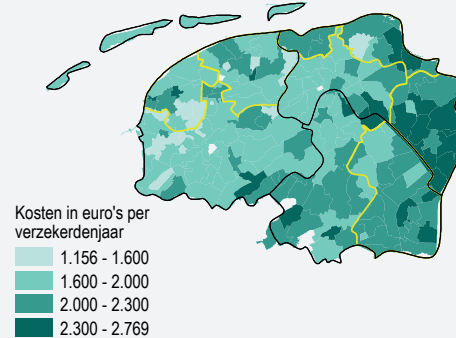 Kosten in euro's per
verzekerdenjaar
1.156 - 1.600
1.600 - 2.000
2.000 - 2.300
2.300 - 2.769